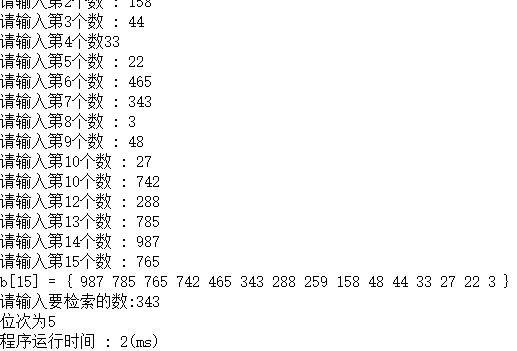 请输入第2个数 : 158
请输入第3个数 : 44
请输入第4个数33
请输入第5个数 : 22
请输入第6个数 : 465
请输入第7个数 : 343
请输入第8个数 : 3
请输入第9个数 : 48
请输入第10个数 : 27
请输入第10个数 : 742
请输入第12个数 : 288
请输入第13个数 : 785
请输入第14个数 : 987
请输入第15个数 : 765
b[15] = { 987 785 765 742 465 343 288 259 158 48 44 33 27 22 3 }
请输入要检索的数:343
位次为5
程序运行时间 : 2(ms)